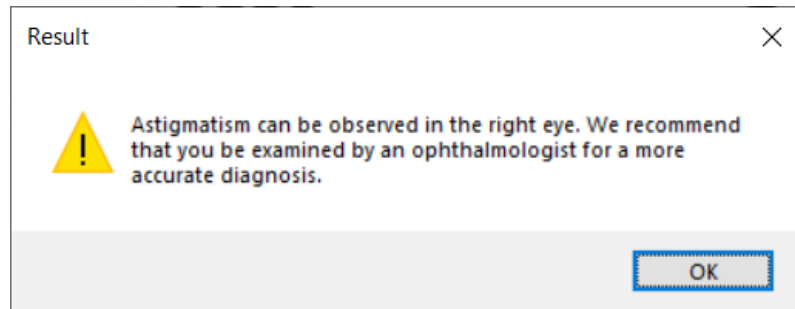 Result
Astigmatism can be observed in the right eye. We recommend
that you be examined by an ophthalmologist for a more
accurate diagnosis.
OK